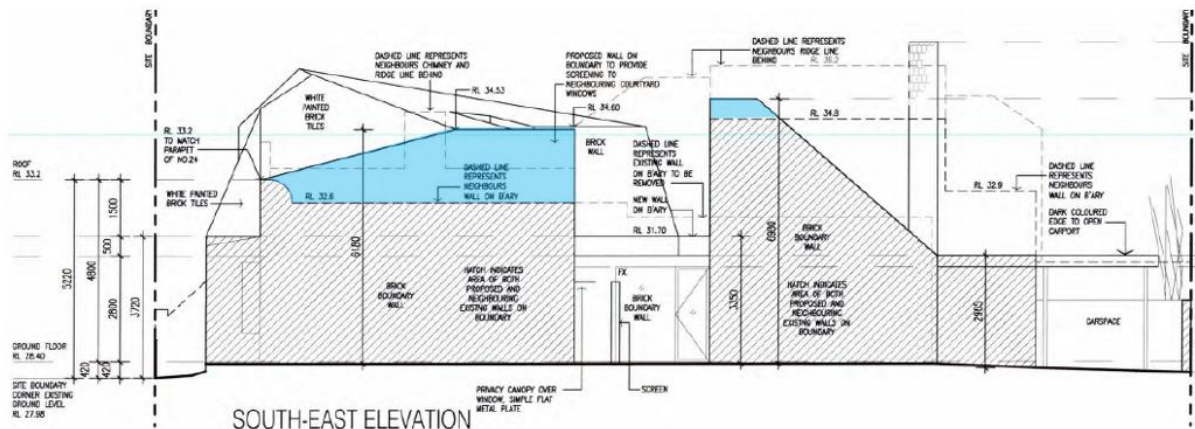 SITE BOUNDARY
SITE BOUNDARY
DASHED LINE REPRESENTS
NEIGHBOURS CHIMNEY AND
RIDGE LINE BEHIND
PROPOSED WALL ON
BOUNDARY TO PROVIDE
SCREENING TO
NEIGHBOURING COURTYARD
WINDOWS
DASHED LINE REPRESENTS
NEIGHBOURS RIDGE LINE
BEHIND
RL 36.2
WHITE
PAINTED
BRICK
TILES
RL 34.53
RL 34.60
RL 34.8
RL 33.2
TO MATCH
PARAPET
OF NO.24
BRICK
WALL
DASHED LINE
REPRESENTS
EXISTING WALL
ON B'ARY TO BE
REMOVED
NEW WALL
ON B'ARY
DASHED LINE
REPRESENTS
NEIGHBOURS
WALL ON B'ARY
ROOF
RL 33.2
WHITE PAINTED
BRICK TILES
RL 32.6
RL 32.9
DASHED LINE
REPRESENTS
NEIGHBOURS
WALL ON B'ARY
DARK COLOURED
EDGE TO OPEN
CARPORT
RL 31.70
5220
4800
1500
500
2800
420
420
3720
6180
3350
6980
2985
BRICK
BOUNDARY
WALL
HATCH INDICATES
AREA OF BOTH
PROPOSED AND
NEIGHBOURING
EXISTING WALLS ON
BOUNDARY
FX
BRICK
BOUNDARY
WALL
BRICK
BOUNDARY
WALL
HATCH INDICATES
AREA OF BOTH
PROPOSED AND
NEIGHBOURING
EXISTING WALLS ON
BOUNDARY
CARSPACE
GROUND FLOOR
RL 28.40
SITE BOUNDARY
CORNER EXISTING
GROUND LEVEL
RL 27.98
PRIVACY CANOPY OVER
WINDOW, SIMPLE FLAT
METAL PLATE
SCREEN
SOUTH-EAST ELEVATION